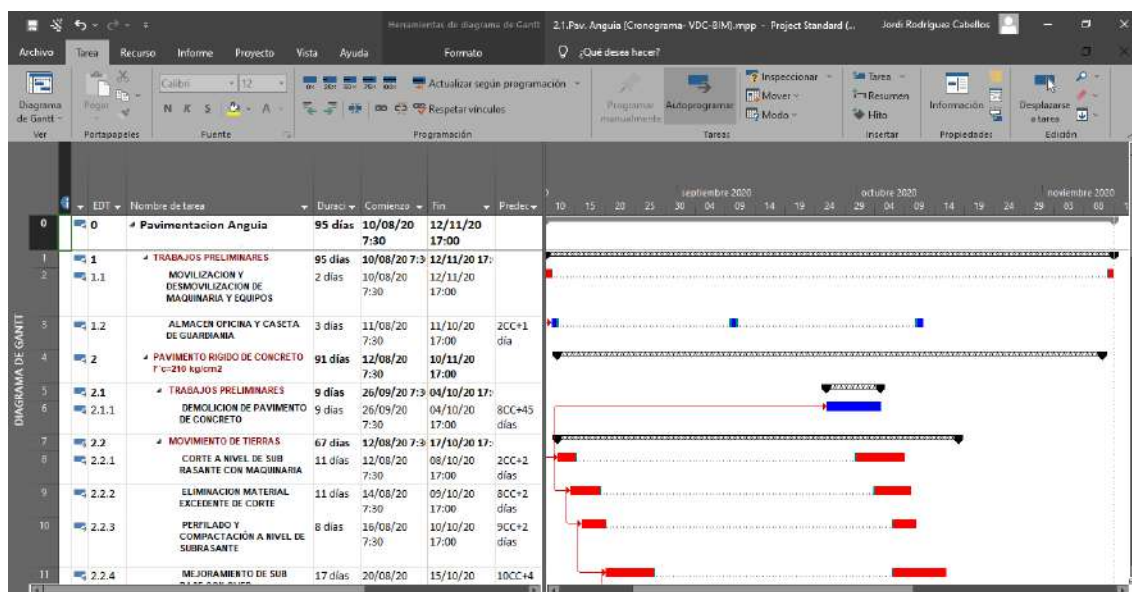 Herramientas de diagrama de Gantt 2.1.Pav. Anguia (Cronograma- VDC-BIM).mpp - Project Standard (... Jordi Rodriguez Cabellos
Archivo Tarea Recurso Informe Proyecto Vista Ayuda Formato ¿Qué desea hacer?
Diagrama de Gantt
Pegar
Calibri 12
N K S A
Actualizar según programación
Respetar vínculos
Programar manualmente
Autoprogramar
Inspeccionar
Mover
Modo
Tarea
Resumen
Hito
Información
Desplazarse a tarea
Ver Portapapeles Fuente Programación Tareas Insertar Propiedades Edición
septiembre 2020 octubre 2020 noviembre 2020
EDT Nombre de tarea Duraci Comienzo Fin Predec
10 15 20 25 30 04 09 14 19 24 29 04 09 14 19 24 29 03 08
DIAGRAMA DE GANTT
0 0 Pavimentacion Anguia 95 días 10/08/20 7:30 12/11/20 17:00
1 1 TRABAJOS PRELIMINARES 95 días 10/08/20 7:3 12/11/20 17:
2 1.1 MOVILIZACION Y DESMOVILIZACION DE MAQUINARIA Y EQUIPOS 2 días 10/08/20 7:30 12/11/20 17:00
3 1.2 ALMACEN OFICINA Y CASETA DE GUARDIANIA 3 días 11/08/20 7:30 11/10/20 17:00 2CC+1 día
4 2 PAVIMENTO RIGIDO DE CONCRETO F´c=210 kg/cm2 91 días 12/08/20 7:30 10/11/20 17:00
5 2.1 TRABAJOS PRELIMINARES 9 días 26/09/20 7:3 04/10/20 17:
6 2.1.1 DEMOLICION DE PAVIMENTO DE CONCRETO 9 días 26/09/20 7:30 04/10/20 17:00 8CC+45 días
7 2.2 MOVIMIENTO DE TIERRAS 67 días 12/08/20 7:3 17/10/20 17:
8 2.2.1 CORTE A NIVEL DE SUB RASANTE CON MAQUINARIA 11 días 12/08/20 7:30 08/10/20 17:00 2CC+2 días
9 2.2.2 ELIMINACION MATERIAL EXCEDENTE DE CORTE 11 días 14/08/20 7:30 09/10/20 17:00 8CC+2 días
10 2.2.3 PERFILADO Y COMPACTACIÓN A NIVEL DE SUBRASANTE 8 días 16/08/20 7:30 10/10/20 17:00 9CC+2 días
11 2.2.4 MEJORAMIENTO DE SUB 17 días 20/08/20 15/10/20 10CC+4